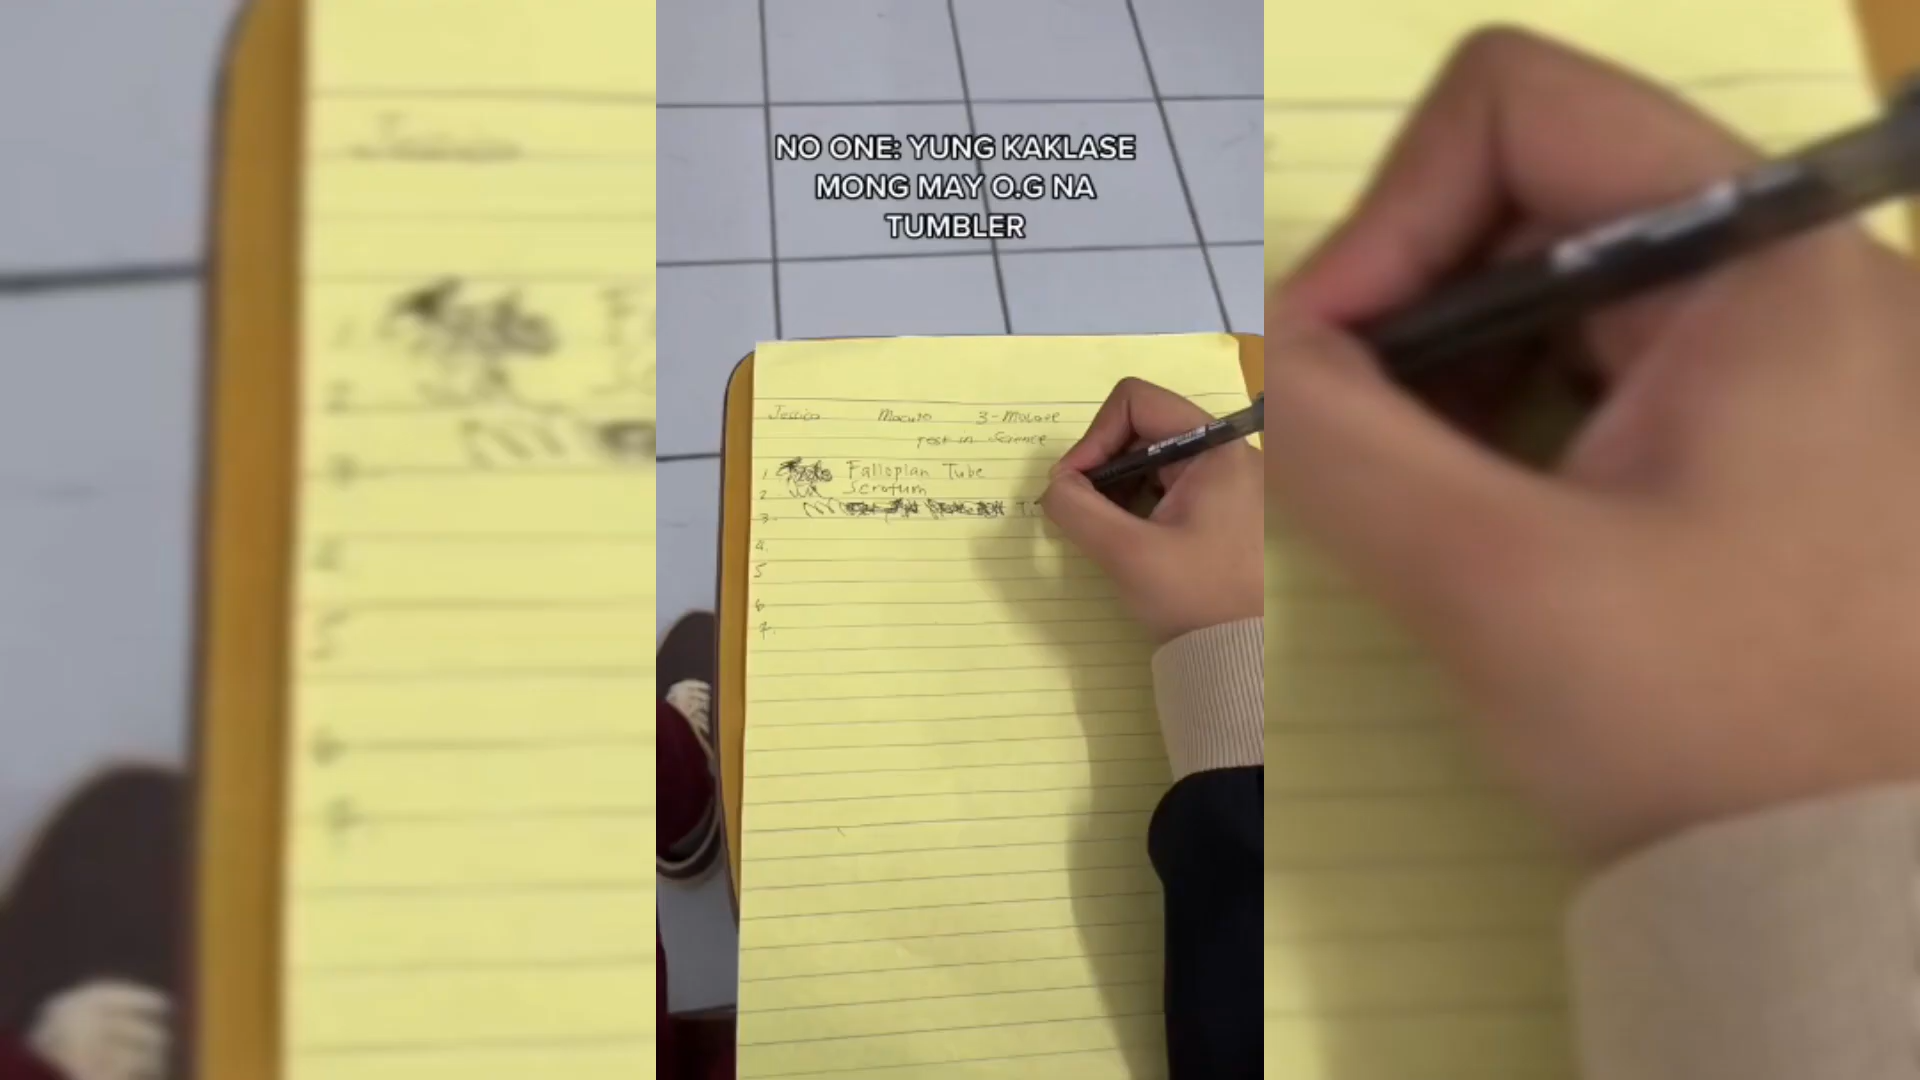 NO ONE: YUNG KAKLASE
MONG MAY O.G NA
TUMBLER
Jessica
3-Molave
Test in Science
1 Falloplan Tube
2. Scrotum
3.
4.
5
6
7.